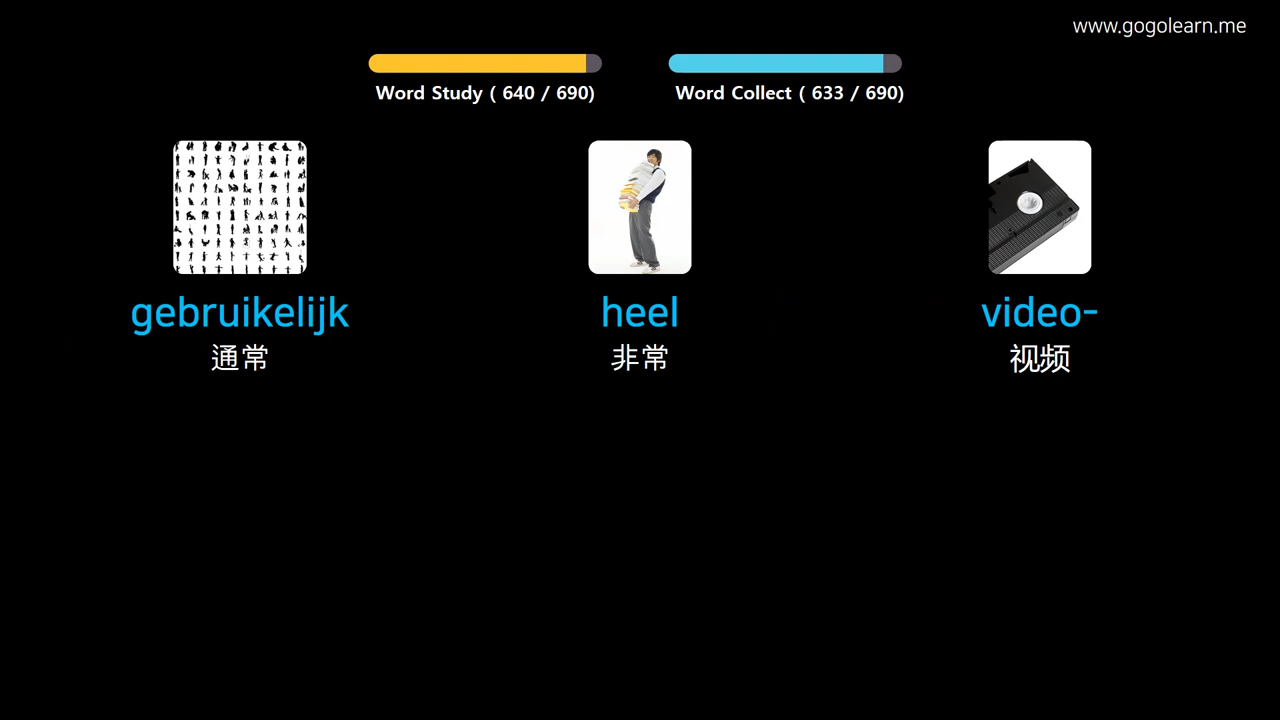 www.gogolearn.me
Word Study ( 640 / 690)
Word Collect ( 633 / 690)
gebruikelijk
heel
video-
通常
非常
视频